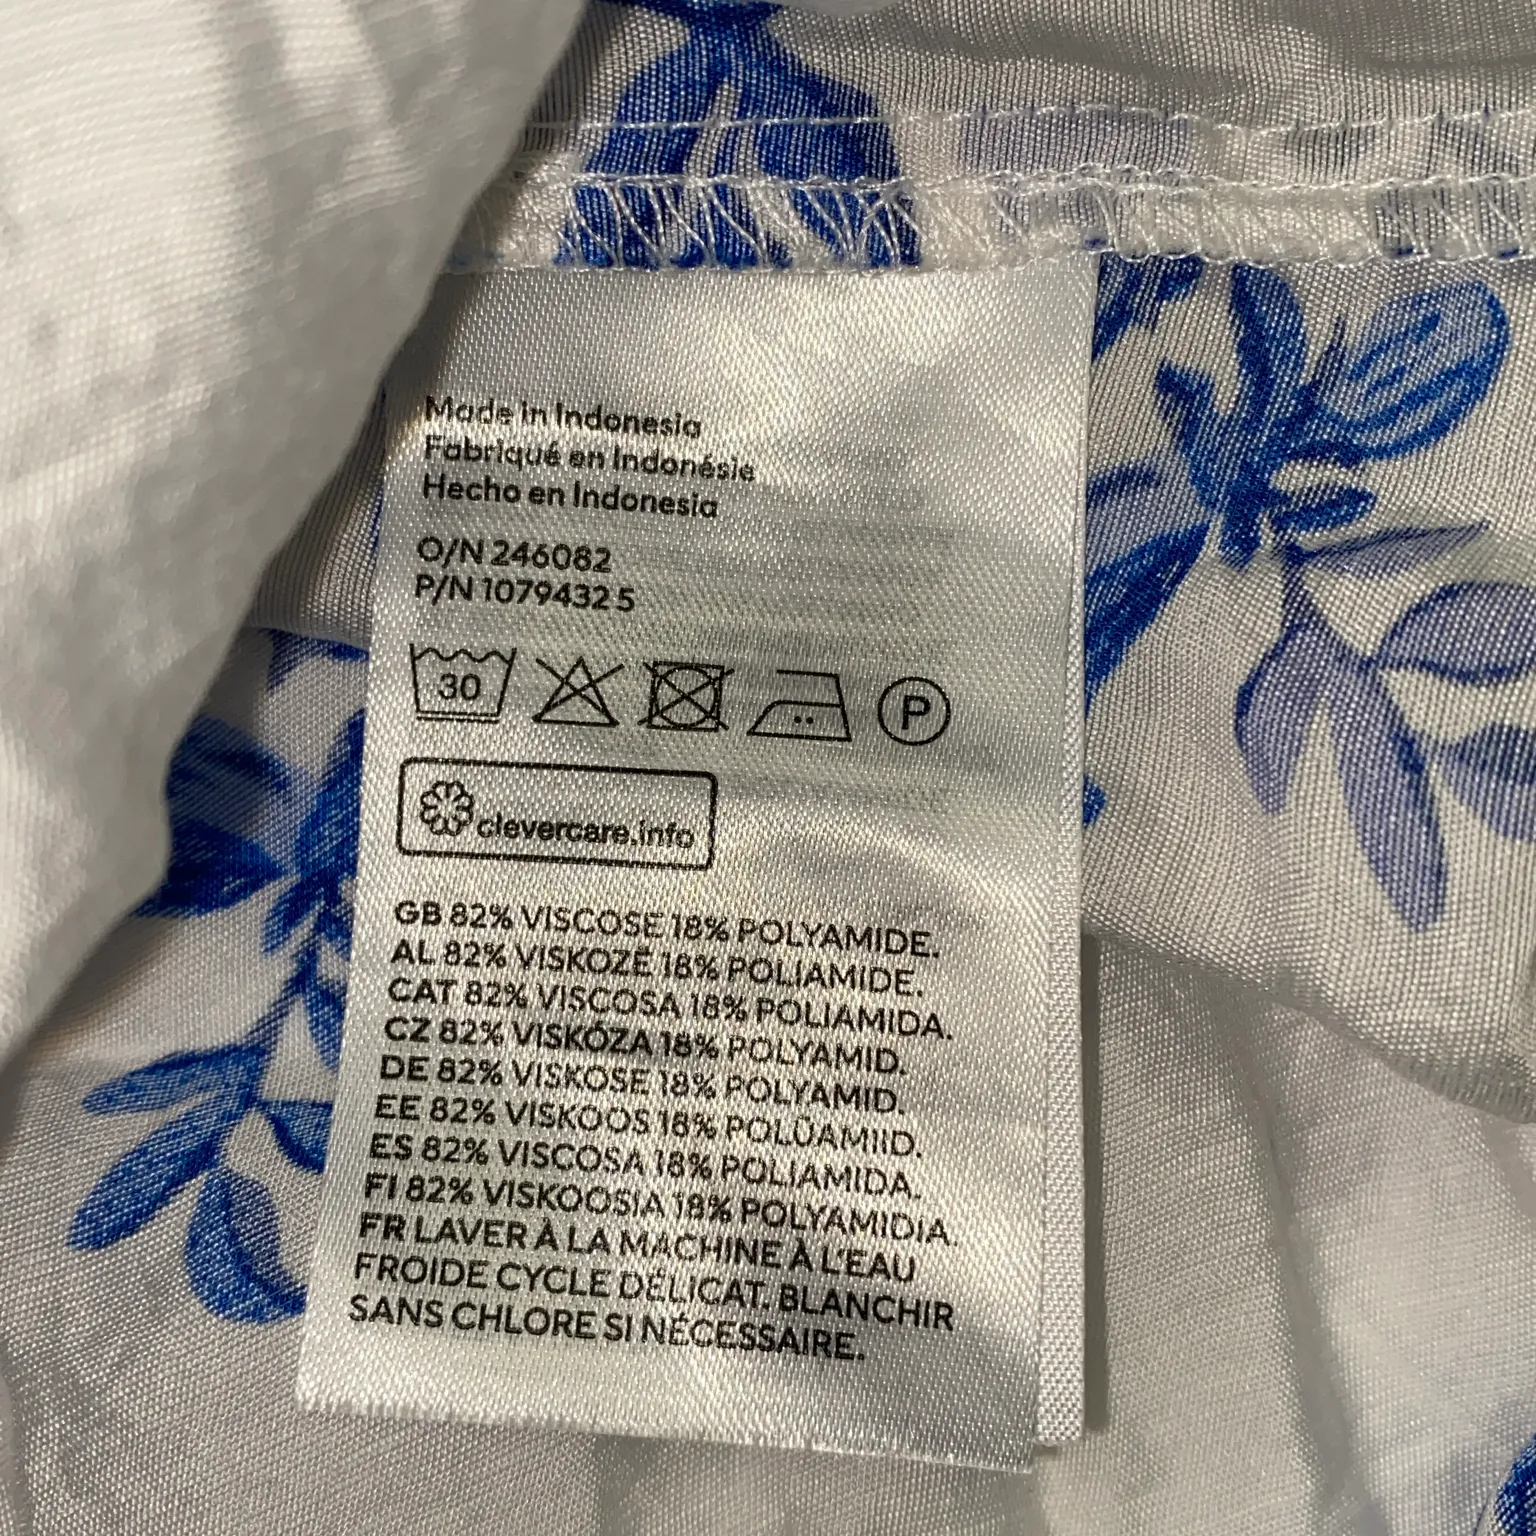 Made in Indonesia
Fabriqué en Indonésie
Hecho en Indonesia
O/N 246082
P/N 1079432 5
30
P
clevercare.info
GB 82% VISCOSE 18% POLYAMIDE.
AL 82% VISKOZË 18% POLIAMIDE.
CAT 82% VISCOSA 18% POLIAMIDA.
CZ 82% VISKÓZA 18% POLYAMID.
DE 82% VISKOSE 18% POLYAMID.
EE 82% VISKOOS 18% POLÜAMIID.
ES 82% VISCOSA 18% POLIAMIDA.
FI 82% VISKOOSIA 18% POLYAMIDIA.
FR LAVER À LA MACHINE À L'EAU
FROIDE CYCLE DÉLICAT. BLANCHIR
SANS CHLORE SI NÉCESSAIRE.